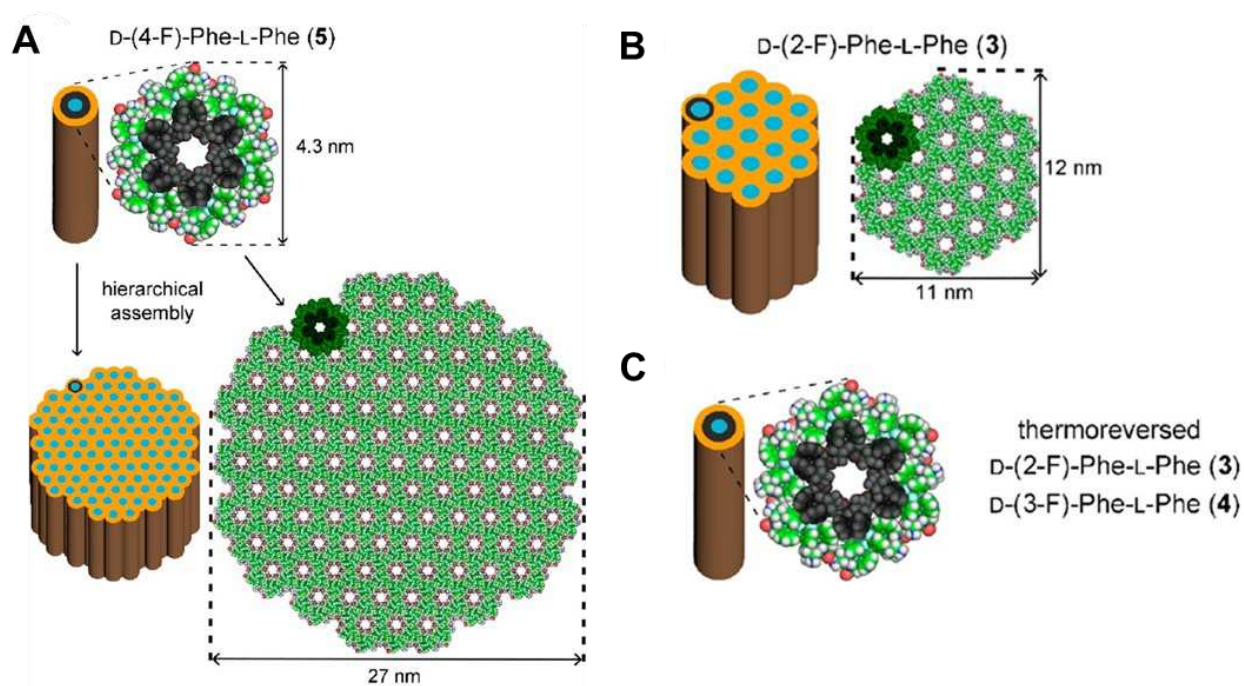 A
D-(4-F)-Phe-L-Phe (5)
4.3 nm
hierarchical
assembly
27 nm
B
D-(2-F)-Phe-L-Phe (3)
12 nm
11 nm
C
thermoreversed
D-(2-F)-Phe-L-Phe (3)
D-(3-F)-Phe-L-Phe (4)